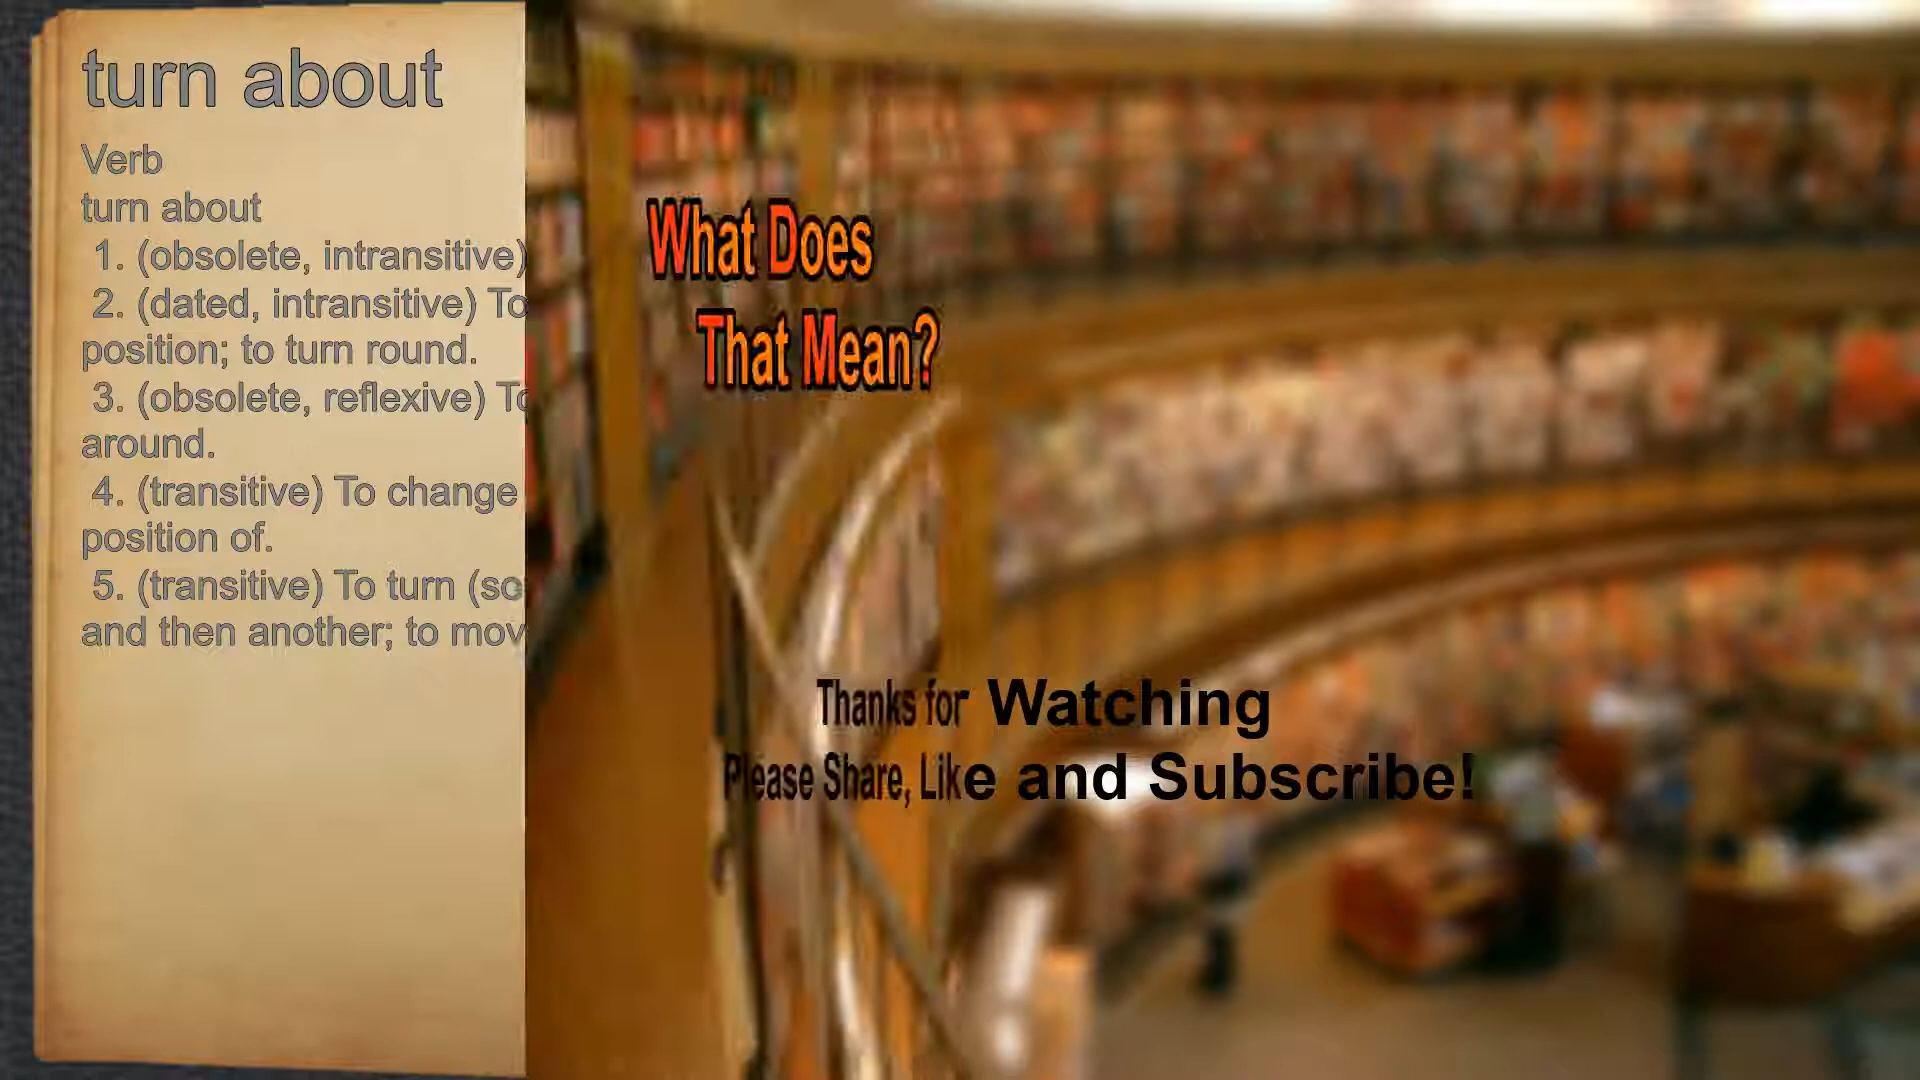 turn about
Verb
turn about
1. (obsolete, intransitive)
2. (dated, intransitive) To
position; to turn round.
3. (obsolete, reflexive) To
around.
4. (transitive) To change
position of.
5. (transitive) To turn (so
and then another; to mov
What Does
That Mean?
Thanks for Watching
Please Share, Like and Subscribe!